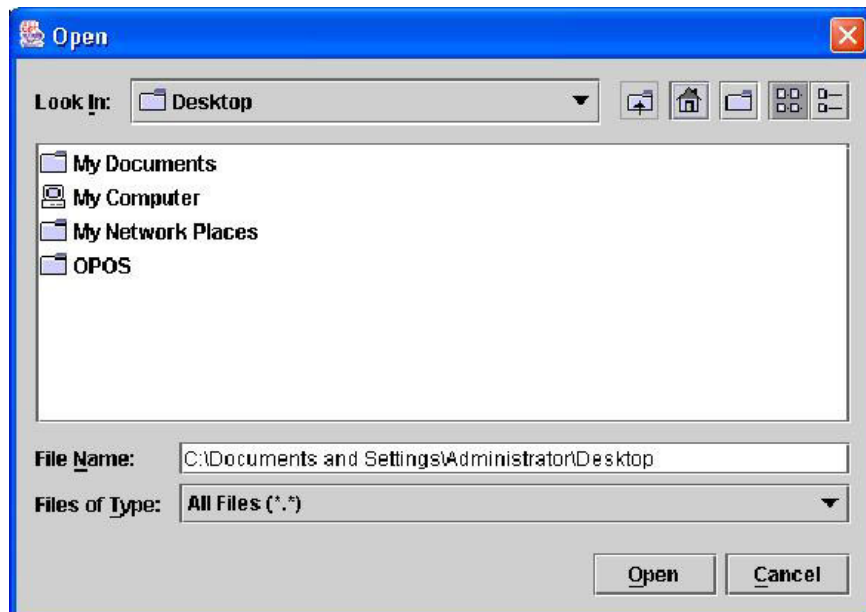 Open
Look In: Desktop
My Documents
My Computer
My Network Places
OPOS
File Name: C:\Documents and Settings\Administrator\Desktop
Files of Type: All Files (*.*)
Open Cancel